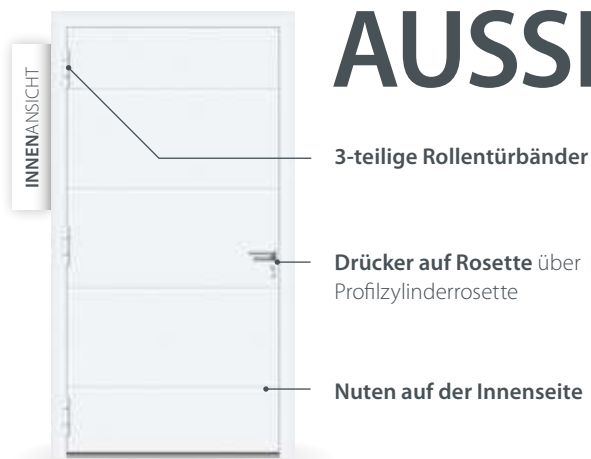 AUSSI
INNENANSICHT
3-teilige Rollentürbänder
Drücker auf Rosette über
Profilzylinderrosette
Nuten auf der Innenseite